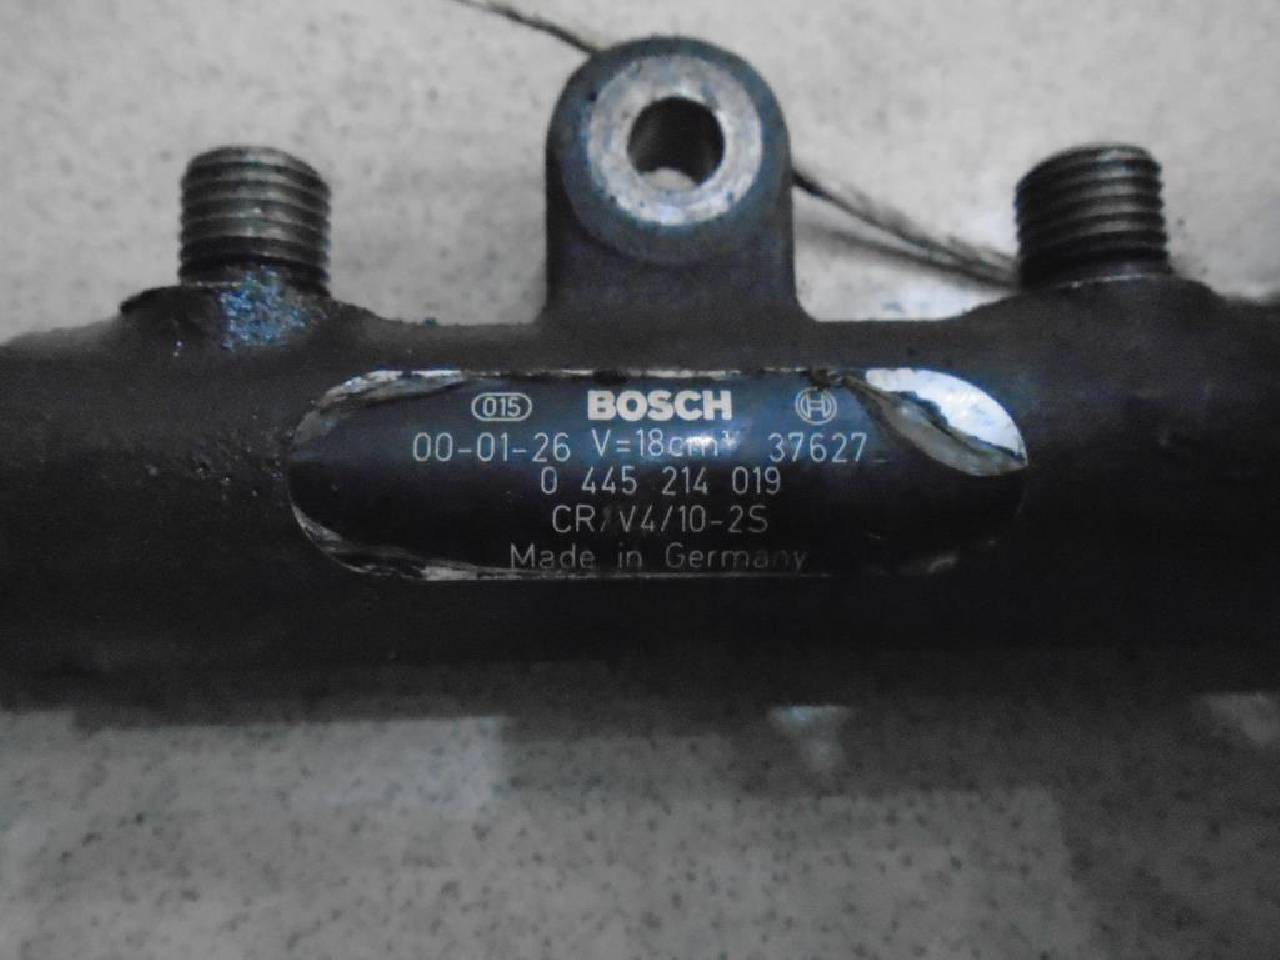 015 BOSCH
00-01-26 V=18cm³ 37627
0 445 214 019
CR/V4/10-2S
Made in Germany